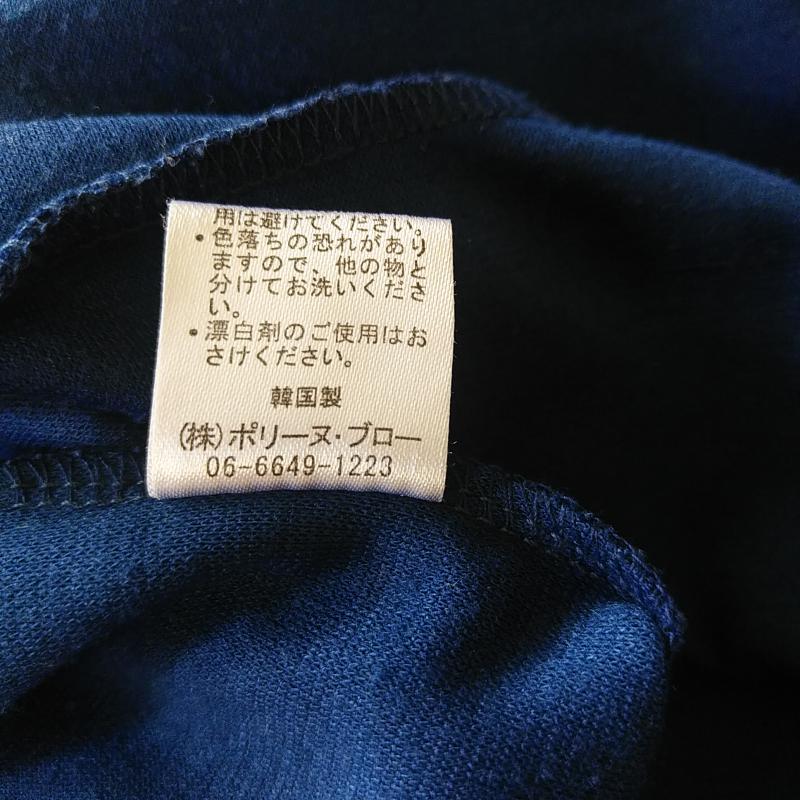 用は避けてください。
・色落ちの恐れがあり
ますので、他の物と
分けてお洗いくださ
い。
・漂白剤のご使用はお
さけください。
韓国製
(株)ポリーヌ・ブロー
06-6649-1223